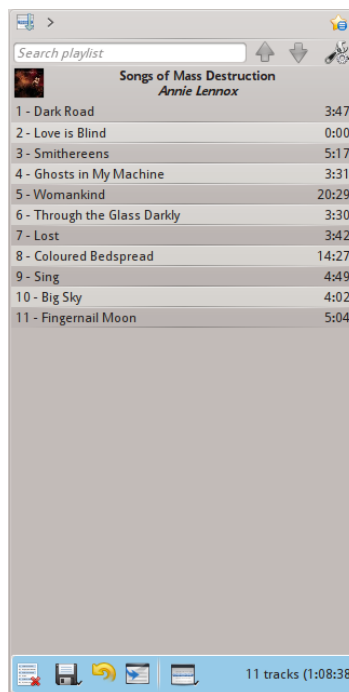 >
Search playlist
Songs of Mass Destruction
Annie Lennox
1 - Dark Road 3:47
2 - Love is Blind 0:00
3 - Smithereens 5:17
4 - Ghosts in My Machine 3:31
5 - Womankind 20:29
6 - Through the Glass Darkly 3:30
7 - Lost 3:42
8 - Coloured Bedspread 14:27
9 - Sing 4:49
10 - Big Sky 4:02
11 - Fingernail Moon 5:04
11 tracks (1:08:38